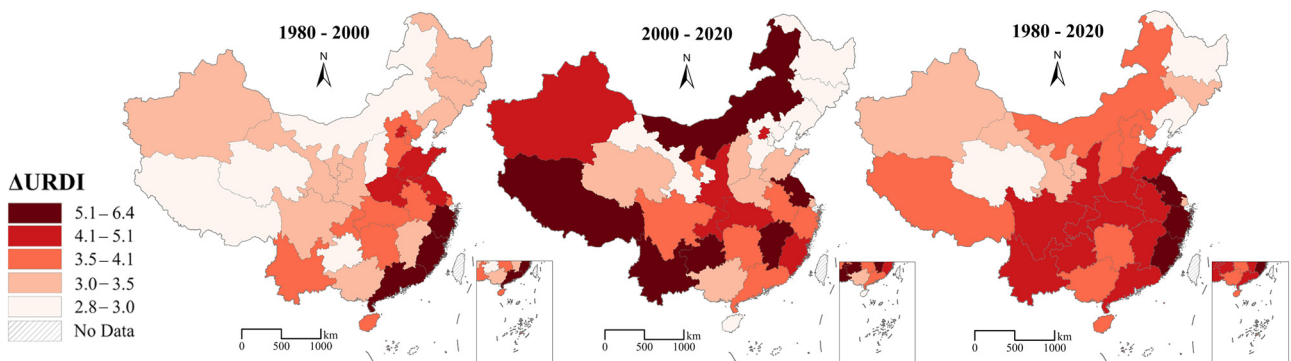 1980 - 2000
N
2000 - 2020
N
1980 - 2020
N
ΔURDI
5.1 – 6.4
4.1 – 5.1
3.5 – 4.1
3.0 – 3.5
2.8 – 3.0
No Data
km
0 500 1000
km
0 500 1000
km
0 500 1000